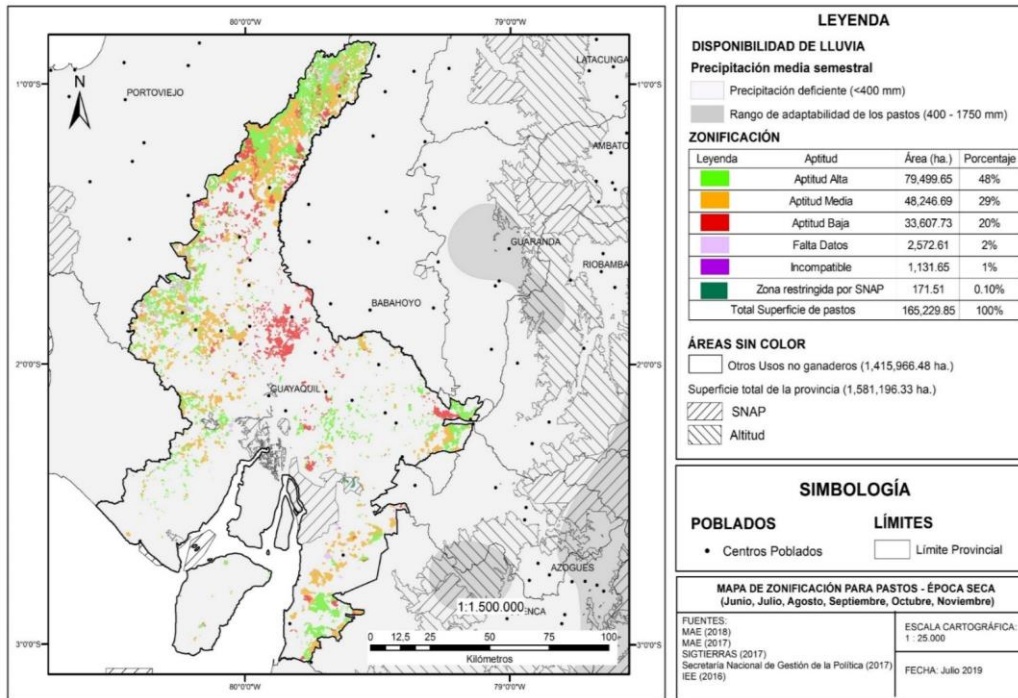 80°0'0"W
79°0'0"W
1°0'0"S
1°0'0"S
2°0'0"S
2°0'0"S
3°0'0"S
3°0'0"S
80°0'0"W
79°0'0"W
N
PORTOVIEJO
LATACUNGA
AMBATO
GUARANDA
RIOBAMBA
BABAHOYO
GUAYAQUIL
AZOGUES
ENCA
1:1.500.000
0 12.5 25 50 75 100
Kilómetros
LEYENDA
DISPONIBILIDAD DE LLUVIA
Precipitación media semestral
Precipitación deficiente (<400 mm)
Rango de adaptabilidad de los pastos (400 - 1750 mm)
ZONIFICACIÓN
Leyenda Aptitud Área (ha.) Porcentaje
Aptitud Alta 79,499.65 48%
Aptitud Media 48,246.69 29%
Aptitud Baja 33,607.73 20%
Falta Datos 2,572.61 2%
Incompatible 1,131.65 1%
Zona restringida por SNAP 171.51 0.10%
Total Superficie de pastos 165,229.85 100%
ÁREAS SIN COLOR
Otros Usos no ganaderos (1,415,966.48 ha.)
Superficie total de la provincia (1,581,196.33 ha.)
SNAP
Altitud
SIMBOLOGÍA
POBLADOS
Centros Poblados
LÍMITES
Límite Provincial
MAPA DE ZONIFICACIÓN PARA PASTOS - ÉPOCA SECA
(Junio, Julio, Agosto, Septiembre, Octubre, Noviembre)
FUENTES:
MAE (2018)
MAE (2017)
SIGTIERRAS (2017)
Secretaría Nacional de Gestión de la Política (2017)
IEE (2016)
ESCALA CARTOGRÁFICA:
1 : 25.000
FECHA: Julio 2019